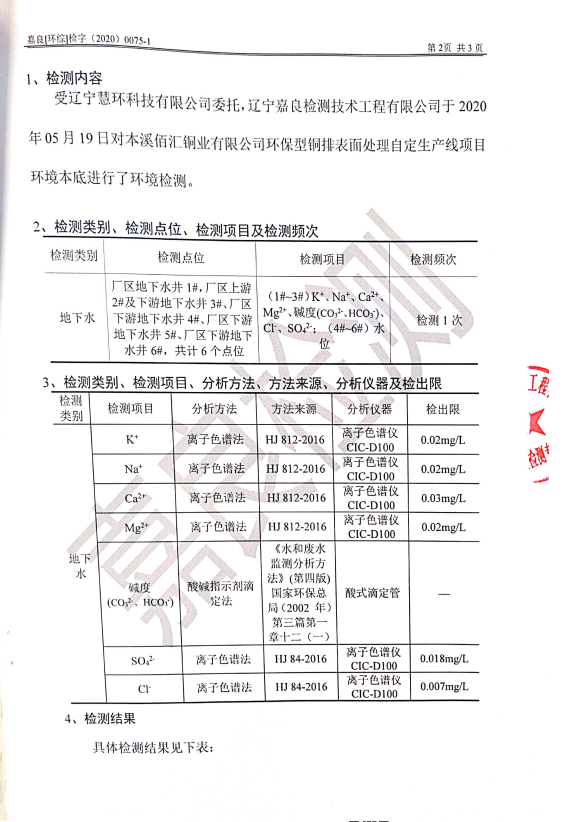 嘉良[环综]检字（2020）0075-1
第2页 共3页
1、检测内容
受辽宁慧环科技有限公司委托，辽宁嘉良检测技术工程有限公司于 2020
年 05 月 19 日对本溪佰汇铜业有限公司环保型铜排表面处理自定生产线项目
环境本底进行了环境检测。
2、检测类别、检测点位、检测项目及检测频次
检测类别 检测点位 检测项目 检测频次
地下水
厂区地下水井 1#，厂区上游
2#及下游地下水井 3#、厂区
下游地下水井 4#、厂区下游
地下水井 5#、厂区下游地下
水井 6#，共计 6 个点位
（1#~3#）K⁺、Na⁺、Ca²⁺、
Mg²⁺、碱度(CO₃²⁻、HCO₃⁻)、
Cl⁻、SO₄²⁻；（4#~6#）水
位
检测 1 次
3、检测类别、检测项目、分析方法、方法来源、分析仪器及检出限
检测
类别
检测项目 分析方法 方法来源 分析仪器 检出限
地下
水
K⁺ 离子色谱法 HJ 812-2016 离子色谱仪
CIC-D100
0.02mg/L
Na⁺ 离子色谱法 HJ 812-2016 离子色谱仪
CIC-D100
0.02mg/L
Ca²⁺ 离子色谱法 HJ 812-2016 离子色谱仪
CIC-D100
0.03mg/L
Mg²⁺ 离子色谱法 HJ 812-2016 离子色谱仪
CIC-D100
0.02mg/L
碱度
(CO₃²⁻、HCO₃⁻)
酸碱指示剂滴
定法
《水和废水
监测分析方
法》(第四版)
国家环保总
局（2002 年）
第三篇第一
章十二（一）
酸式滴定管
—
SO₄²⁻ 离子色谱法 HJ 84-2016 离子色谱仪
CIC-D100
0.018mg/L
Cl⁻ 离子色谱法 HJ 84-2016 离子色谱仪
CIC-D100
0.007mg/L
4、检测结果
具体检测结果见下表：
嘉良检测
工程
检测